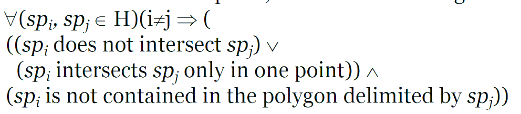 ∀(spᵢ, spⱼ ∈ H)(i≠j ⇒ (
((spᵢ does not intersect spⱼ) ∨
(spᵢ intersects spⱼ only in one point)) ∧
(spᵢ is not contained in the polygon delimited by spⱼ))